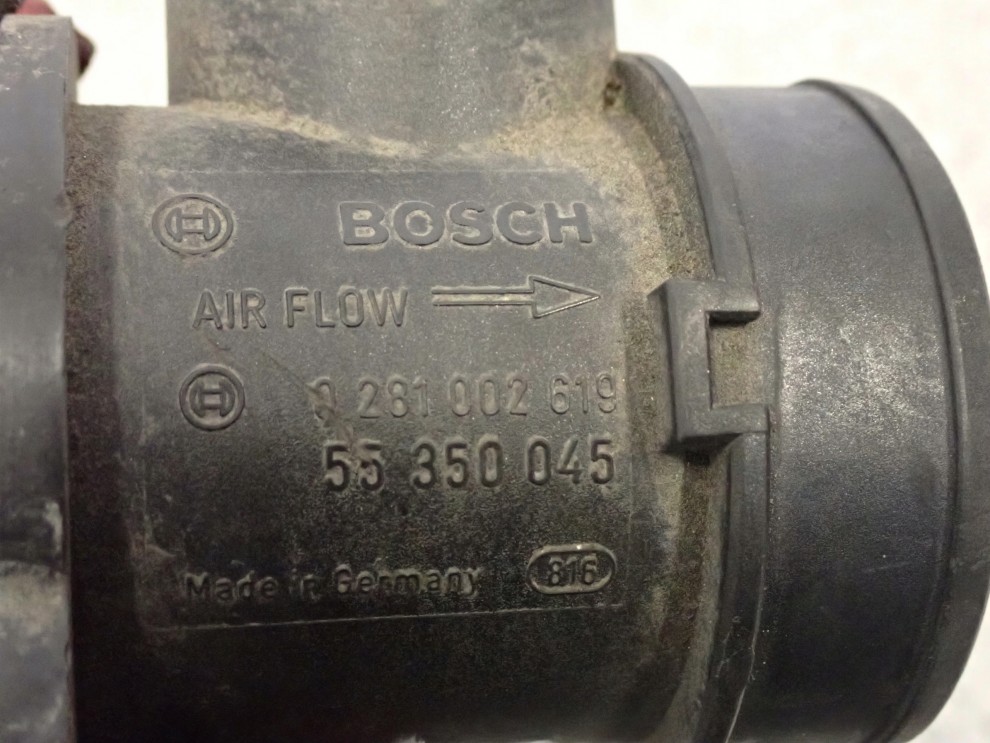 BOSCH
AIR FLOW
0 281 002 619
55 350 045
Made in Germany 816